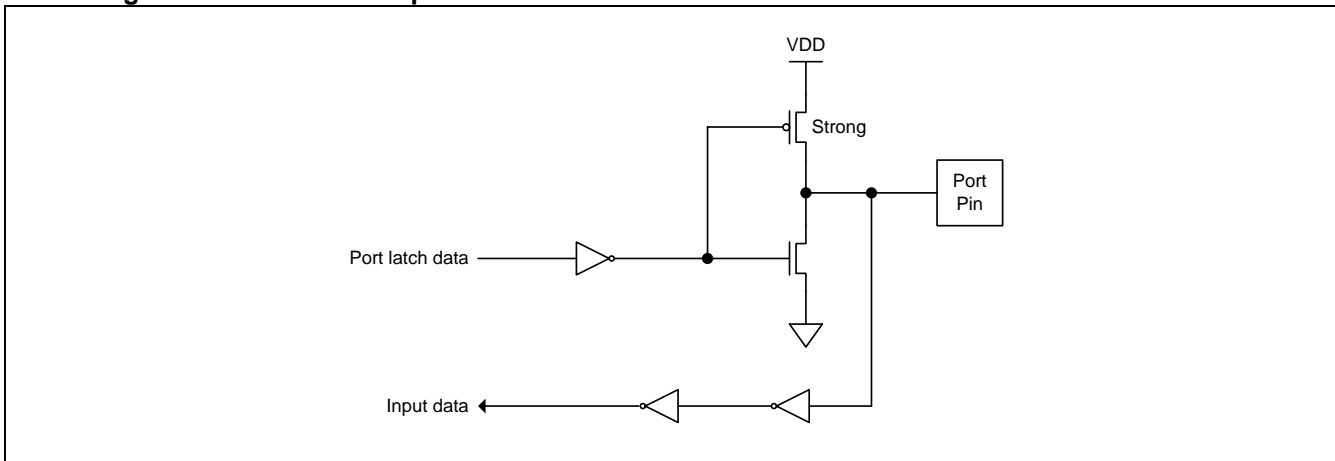 VDD
Strong
Port
Pin
Port latch data
Input data